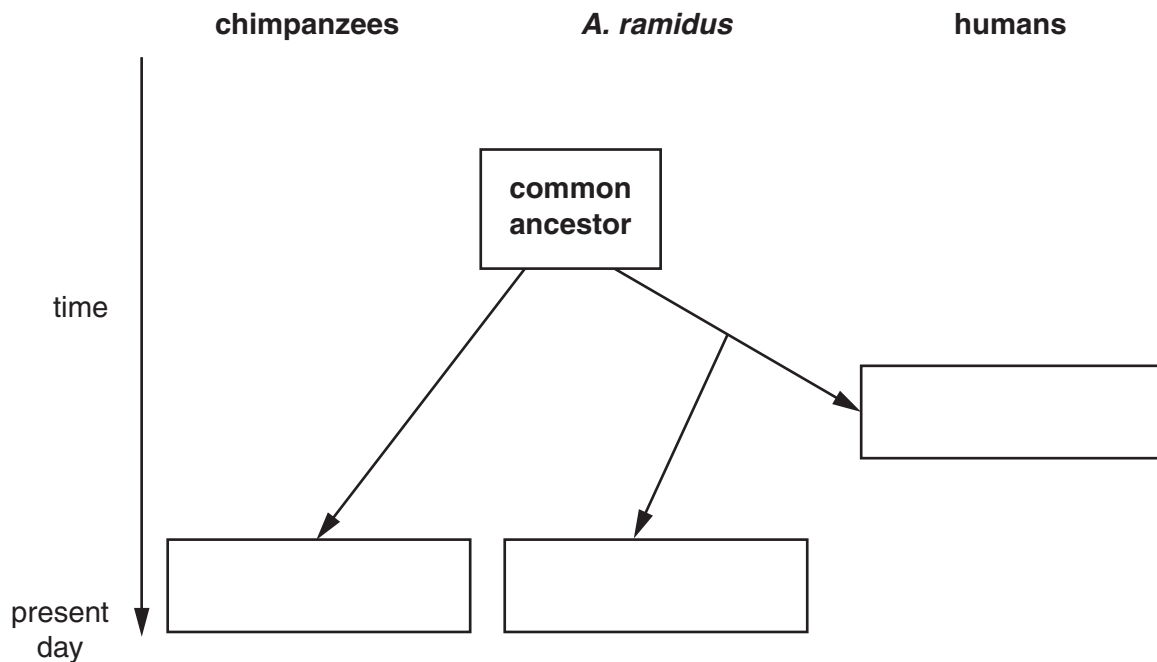 chimpanzees A. ramidus humans
common
ancestor
time
present
day